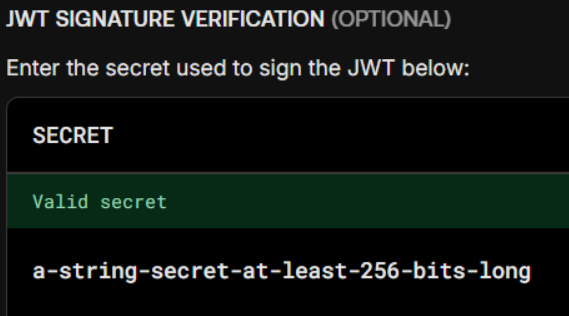 JWT SIGNATURE VERIFICATION (OPTIONAL)
Enter the secret used to sign the JWT below:
SECRET
Valid secret
a-string-secret-at-least-256-bits-long